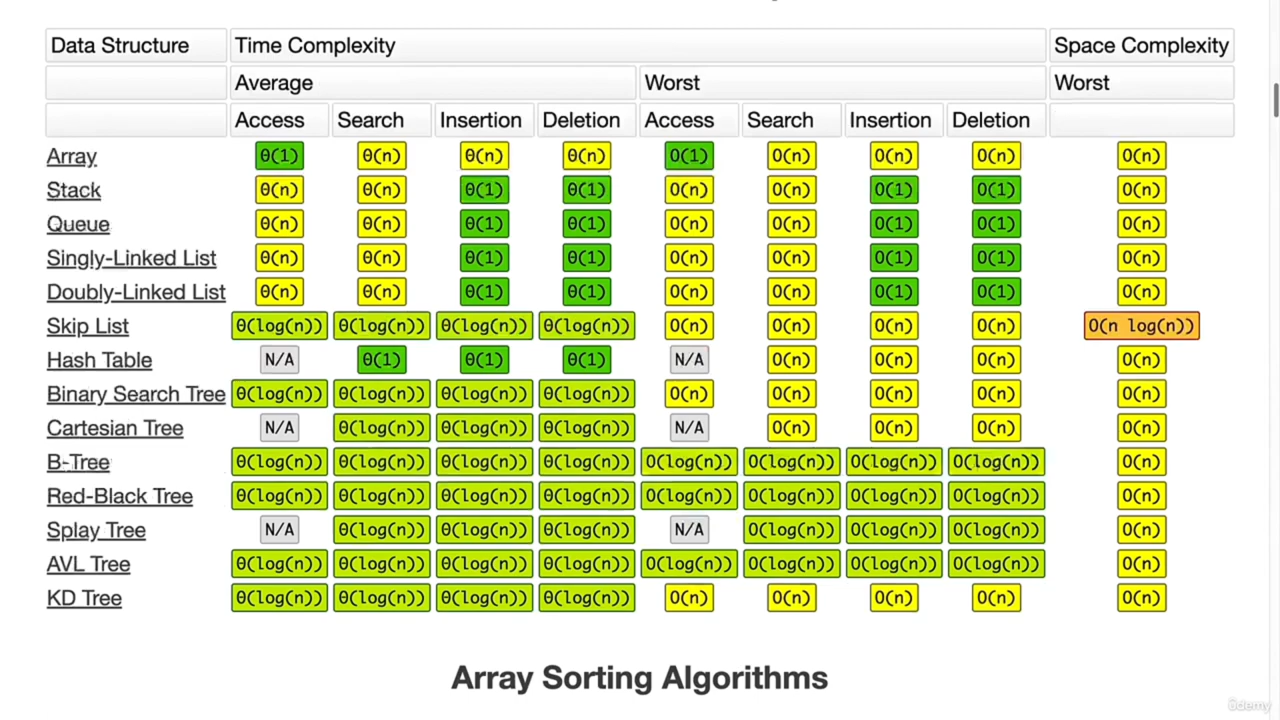 Data Structure Time Complexity Space Complexity
Average Worst Worst
Access Search Insertion Deletion Access Search Insertion Deletion
Array θ(1) θ(n) θ(n) θ(n) O(1) O(n) O(n) O(n) O(n)
Stack θ(n) θ(n) θ(1) θ(1) O(n) O(n) O(1) O(1) O(n)
Queue θ(n) θ(n) θ(1) θ(1) O(n) O(n) O(1) O(1) O(n)
Singly-Linked List θ(n) θ(n) θ(1) θ(1) O(n) O(n) O(1) O(1) O(n)
Doubly-Linked List θ(n) θ(n) θ(1) θ(1) O(n) O(n) O(1) O(1) O(n)
Skip List θ(log(n)) θ(log(n)) θ(log(n)) θ(log(n)) O(n) O(n) O(n) O(n) O(n log(n))
Hash Table N/A θ(1) θ(1) θ(1) N/A O(n) O(n) O(n) O(n)
Binary Search Tree θ(log(n)) θ(log(n)) θ(log(n)) θ(log(n)) O(n) O(n) O(n) O(n) O(n)
Cartesian Tree N/A θ(log(n)) θ(log(n)) θ(log(n)) N/A O(n) O(n) O(n) O(n)
B-Tree θ(log(n)) θ(log(n)) θ(log(n)) θ(log(n)) O(log(n)) O(log(n)) O(log(n)) O(log(n)) O(n)
Red-Black Tree θ(log(n)) θ(log(n)) θ(log(n)) θ(log(n)) O(log(n)) O(log(n)) O(log(n)) O(log(n)) O(n)
Splay Tree N/A θ(log(n)) θ(log(n)) θ(log(n)) N/A O(log(n)) O(log(n)) O(log(n)) O(n)
AVL Tree θ(log(n)) θ(log(n)) θ(log(n)) θ(log(n)) O(log(n)) O(log(n)) O(log(n)) O(log(n)) O(n)
KD Tree θ(log(n)) θ(log(n)) θ(log(n)) θ(log(n)) O(n) O(n) O(n) O(n) O(n)
Array Sorting Algorithms
ûdemy